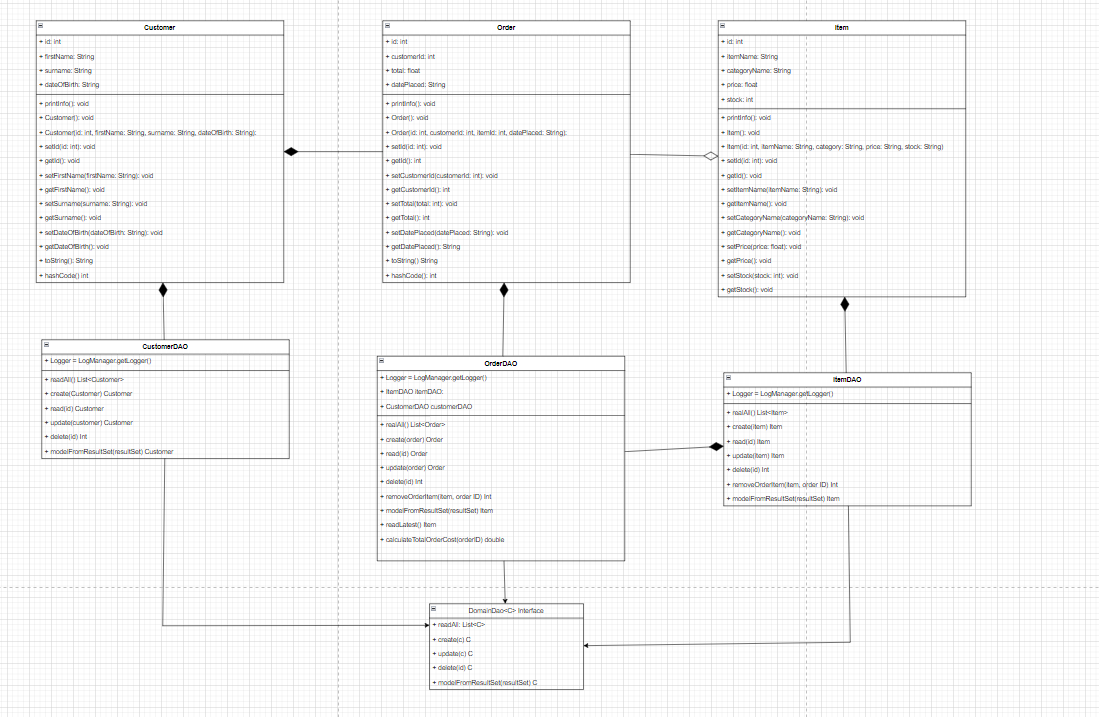 Customer
+ id: int
+ firstName: String
+ surname: String
+ dateOfBirth: String
+ printInfo(): void
+ Customer(): void
+ Customer(id: int, firstName: String, surname: String, dateOfBirth: String):
+ setId(id: int): void
+ getId(): void
+ setFirstName(firstName: String): void
+ getFirstName(): void
+ setSurname(surname: String): void
+ getSurname(): void
+ setDateOfBirth(dateOfBirth: String): void
+ getDateOfBirth(): void
+ toString(): String
+ hashCode() int
Order
+ id: int
+ customerId: int
+ total: float
+ datePlaced: String
+ printInfo(): void
+ Order(): void
+ Order(id: int, customerId: int, itemId: int, datePlaced: String):
+ setId(id: int): void
+ getId(): int
+ setCustomerId(customerId: int): void
+ getCustomerId(): int
+ setTotal(total: int): void
+ getTotal(): int
+ setDatePlaced(datePlaced: String): void
+ getDatePlaced(): String
+ toString() String
+ hashCode(): int
Item
+ id: int
+ itemName: String
+ categoryName: String
+ price: float
+ stock: int
+ printInfo(): void
+ Item(): void
+ Item(id: int, itemName: String, category: String, price: String, stock: String)
+ setId(id: int): void
+ getId(): void
+ setItemName(itemName: String): void
+ getItemName(): void
+ setCategoryName(categoryName: String): void
+ getCategoryName(): void
+ setPrice(price: float): void
+ getPrice(): void
+ setStock(stock: int): void
+ getStock(): void
CustomerDAO
+ Logger = LogManager.getLogger()
+ readAll() List<Customer>
+ create(Customer) Customer
+ read(id) Customer
+ update(customer) Customer
+ delete(id) Int
+ modelFromResultSet(resultSet) Customer
OrderDAO
+ Logger = LogManager.getLogger()
+ ItemDAO itemDAO:
+ CustomerDAO customerDAO
+ realAll() List<Order>
+ create(order) Order
+ read(id) Order
+ update(order) Order
+ delete(id) Int
+ removeOrderItem(item, order ID) Int
+ modelFromResultSet(resultSet) Item
+ readLatest() Item
+ calculateTotalOrderCost(orderID) double
ItemDAO
+ Logger = LogManager.getLogger()
+ realAll() List<Item>
+ create(item) Item
+ read(id) Item
+ update(item) Item
+ delete(id) Int
+ removeOrderItem(item, order ID) Int
+ modelFromResultSet(resultSet) Item
DomainDao<C> Interface
+ readAll: List<C>
+ create(c) C
+ update(c) C
+ delete(id) C
+ modelFromResultSet(resultSet) C